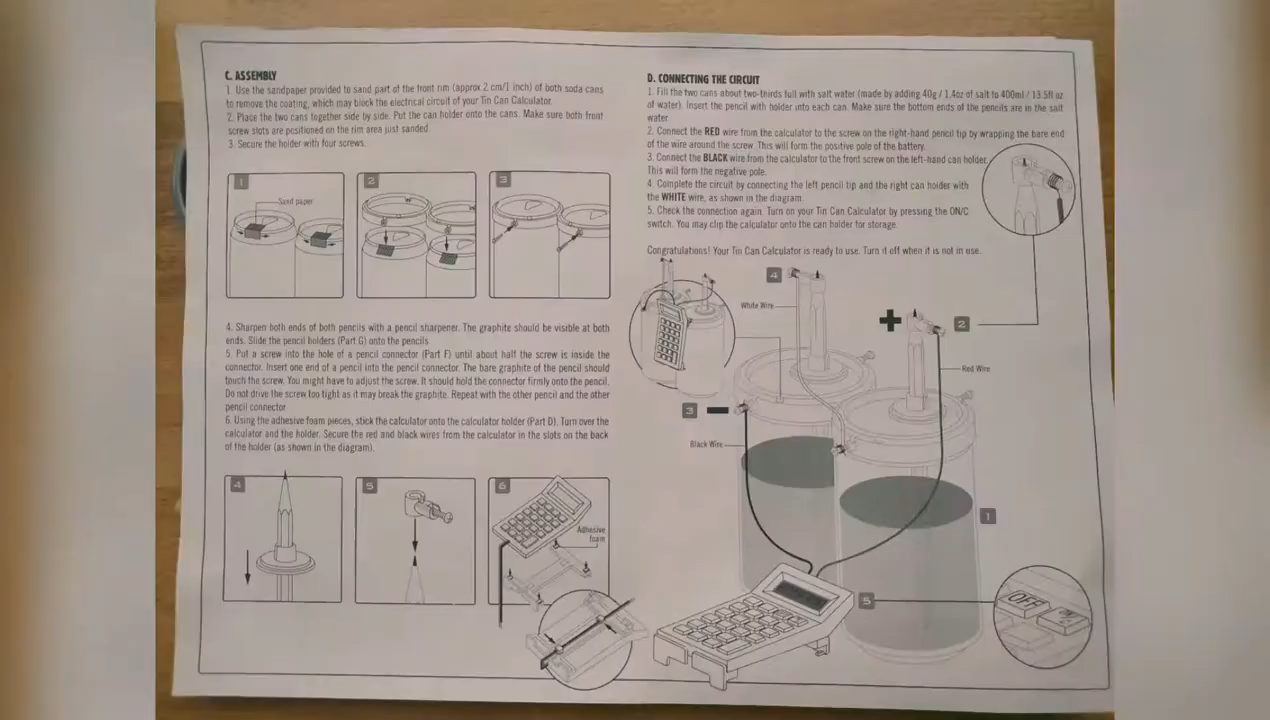 C. ASSEMBLY
1. Use the sandpaper provided to sand part of the front rim (approx 2 cm/1 inch) of both soda cans
to remove the coating, which may block the electrical circuit of your Tin Can Calculator.
2. Place the two cans together side by side. Put the can holder onto the cans. Make sure both front
screw slots are positioned on the rim area just sanded.
3. Secure the holder with four screws.
1
Sand paper
2
3
4. Sharpen both ends of both pencils with a pencil sharpener. The graphite should be visible at both
ends. Slide the pencil holders (Part G) onto the pencils.
5. Put a screw into the hole of a pencil connector (Part F) until about half the screw is inside the
connector. Insert one end of a pencil into the pencil connector. The bare graphite of the pencil should
touch the screw. You might have to adjust the screw. It should hold the connector firmly onto the pencil.
Do not drive the screw too tight as it may break the graphite. Repeat with the other pencil and the other
pencil connector
6. Using the adhesive foam pieces, stick the calculator onto the calculator holder (Part D). Turn over the
calculator and the holder. Secure the red and black wires from the calculator in the slots on the back
of the holder (as shown in the diagram).
4
5
6
Adhesive
foam
D. CONNECTING THE CIRCUIT
1. Fill the two cans about two-thirds full with salt water (made by adding 40g / 1.4oz of salt to 400ml / 13.5fl oz
of water). Insert the pencil with holder into each can. Make sure the bottom ends of the pencils are in the salt
water.
2. Connect the RED wire from the calculator to the screw on the right-hand pencil tip by wrapping the bare end
of the wire around the screw. This will form the positive pole of the battery.
3. Connect the BLACK wire from the calculator to the front screw on the left-hand can holder.
This will form the negative pole.
4. Complete the circuit by connecting the left pencil tip and the right can holder with
the WHITE wire, as shown in the diagram.
5. Check the connection again. Turn on your Tin Can Calculator by pressing the ON/C
switch. You may clip the calculator onto the can holder for storage.
Congratulations! Your Tin Can Calculator is ready to use. Turn it off when it is not in use.
4
White Wire
+
2
Red Wire
3
−
Black Wire
1
5